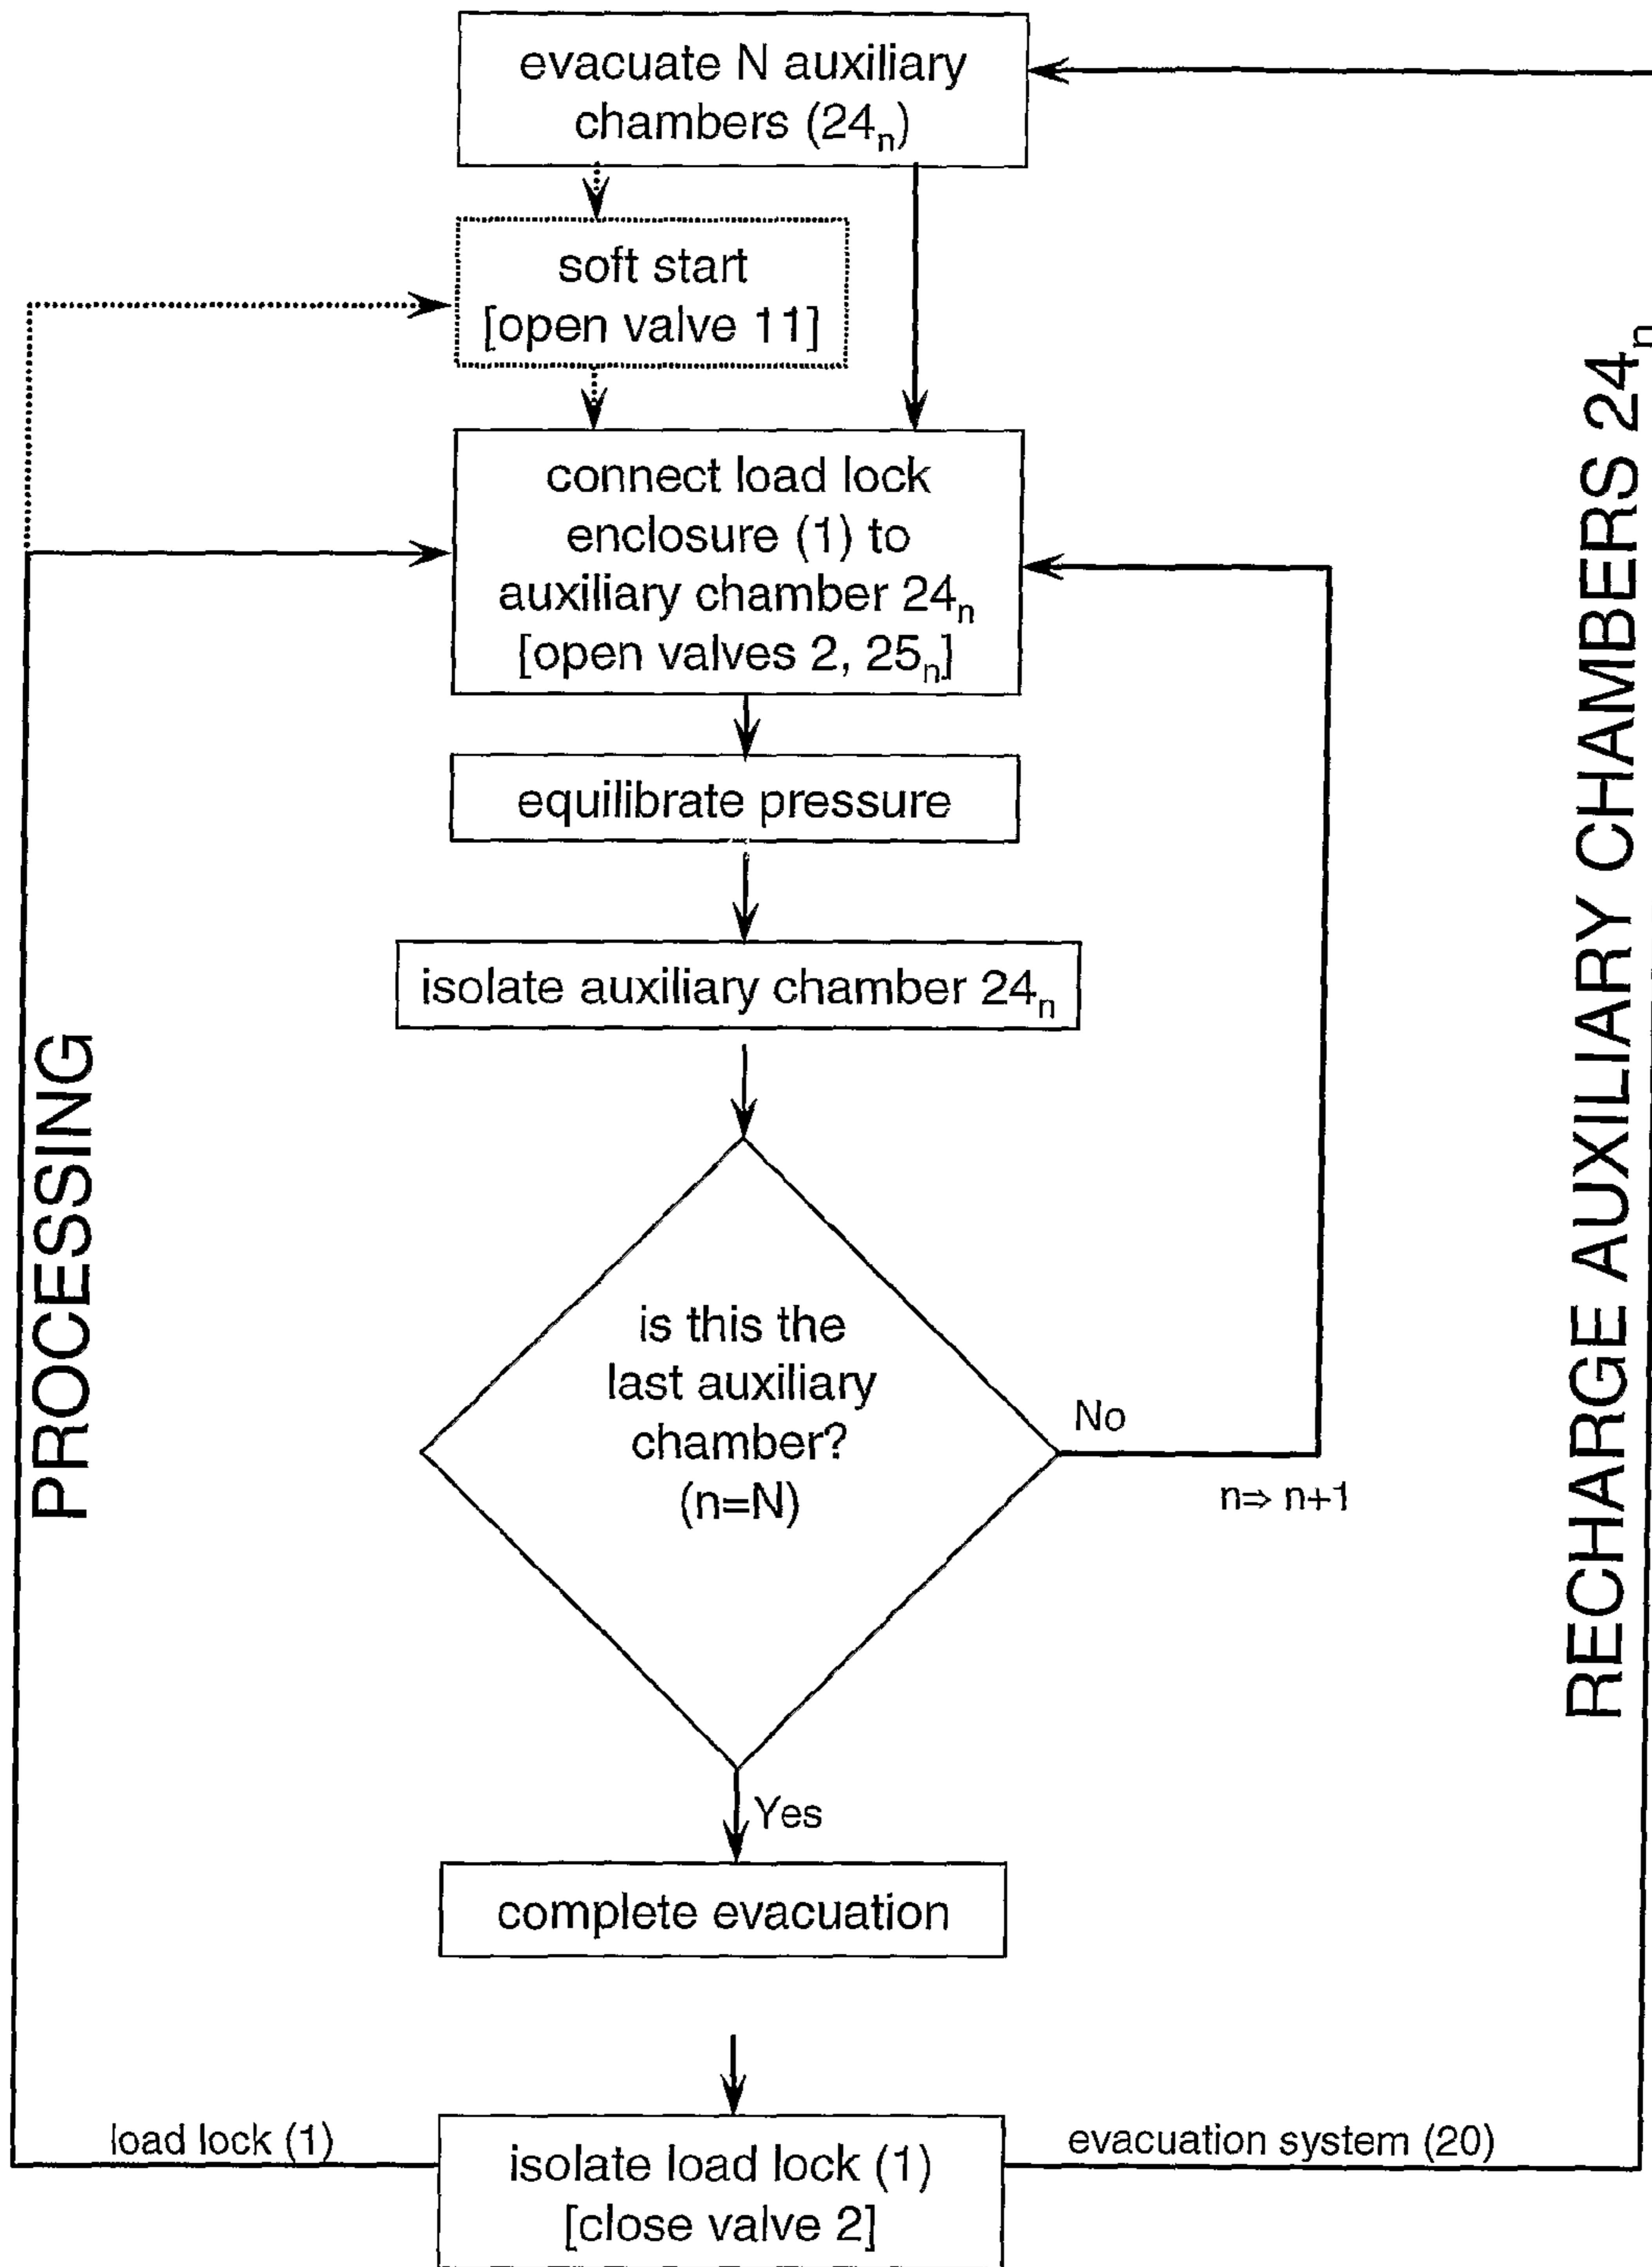 evacuate N auxiliary
chambers (24ₙ)
soft start
[open valve 11]
connect load lock
enclosure (1) to
auxiliary chamber 24ₙ
[open valves 2, 25ₙ]
equilibrate pressure
isolate auxiliary chamber 24ₙ
is this the
last auxiliary
chamber?
(n=N)
No
n⇒ n+1
Yes
complete evacuation
load lock (1)
isolate load lock (1)
[close valve 2]
evacuation system (20)
PROCESSING
RECHARGE AUXILIARY CHAMBERS 24ₙ